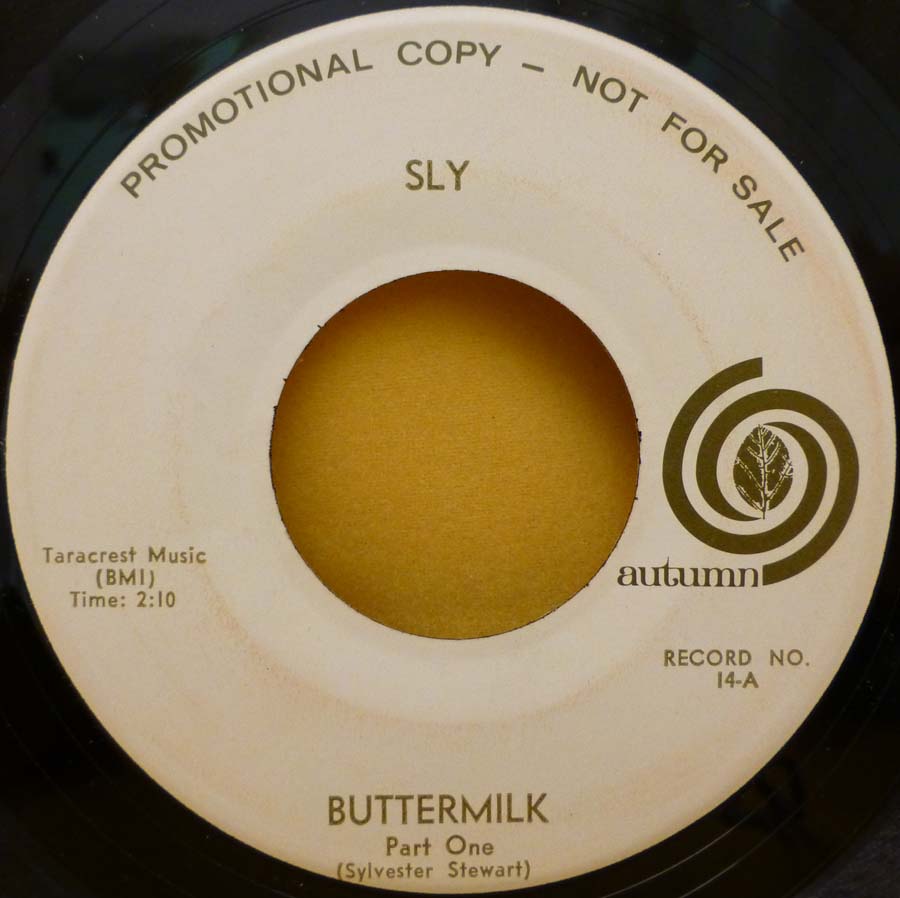 PROMOTIONAL COPY – NOT FOR SALE
SLY
autumn
Taracrest Music
(BMI)
Time: 2:10
RECORD NO.
14-A
BUTTERMILK
Part One
(Sylvester Stewart)